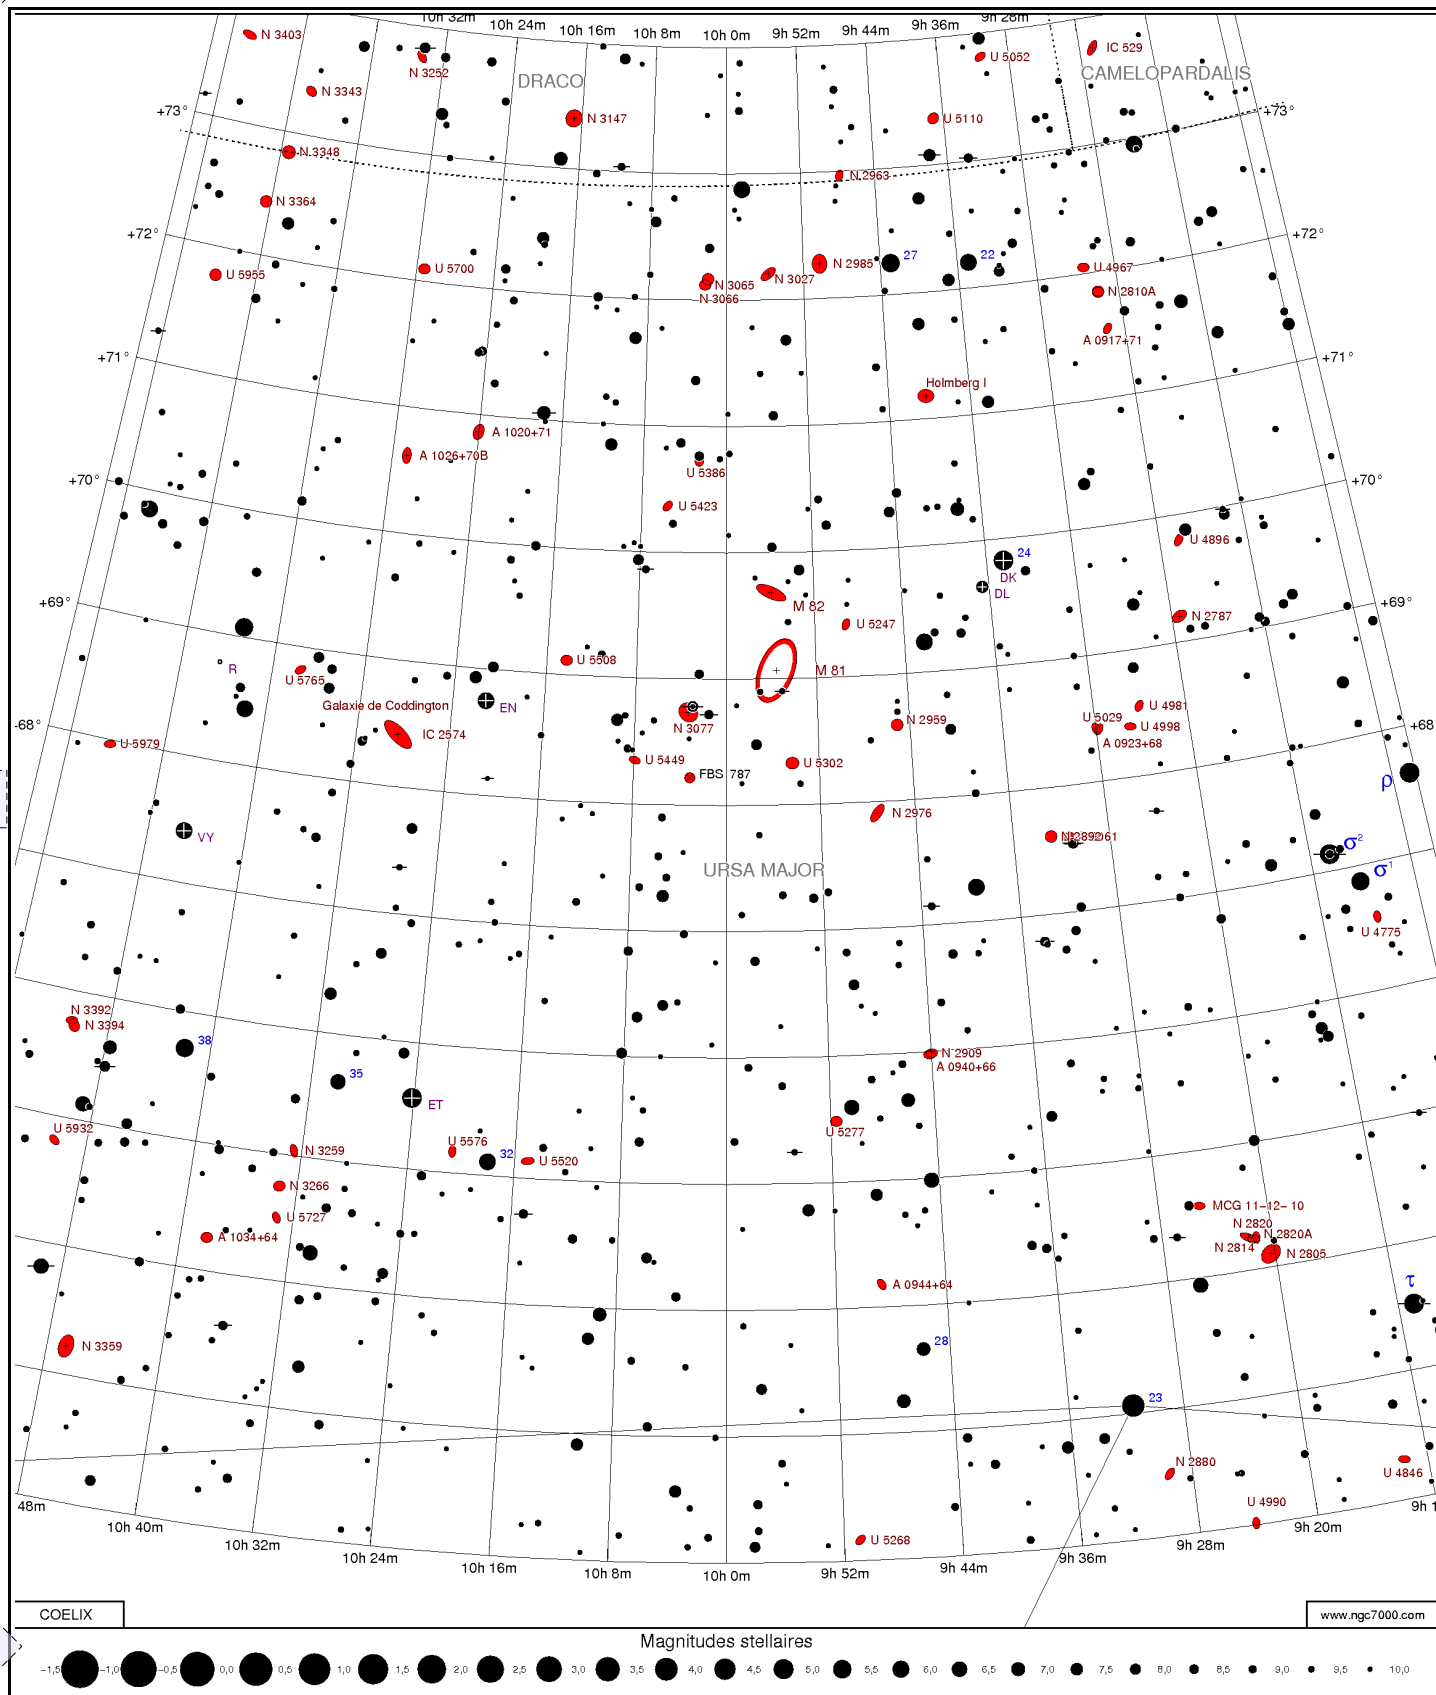 10h 32m
10h 24m
10h 16m
10h 8m
10h 0m
9h 52m
9h 44m
9h 36m
9h 28m
N 3403
N 3252
U 5052
IC 529
DRACO
CAMELOPARDALIS
N 3343
+73°
N 3147
U 5110
+73°
N 3348
N 2963
N 3364
+72°
+72°
U 5955
U 5700
N 3065
N 3066
N 3027
N 2985
27
22
U 4967
N 2810A
A 0917+71
+71°
+71°
Holmberg I
A 1020+71
A 1026+70B
U 5386
+70°
+70°
U 5423
24
DK
DL
U 4896
+69°
+69°
M 82
U 5247
N 2787
R
U 5765
U 5508
M 81
EN
Galaxie de Coddington
IC 2574
N 3077
N 2959
U 5029
U 4981
U 4998
A 0923+68
+68°
+68
U 5979
U 5449
FBS 787
U 5302
ρ
N 2976
VY
σ²
σ¹
URSA MAJOR
U 4775
N 3392
N 3394
38
35
ET
N 2909
A 0940+66
U 5932
U 5277
N 3259
U 5576
32
U 5520
N 3266
U 5727
A 1034+64
MCG 11-12- 10
N 2820
N 2820A
N 2814
N 2805
A 0944+64
τ
N 3359
28
23
N 2880
U 4846
U 4990
U 5268
48m
10h 40m
10h 32m
10h 24m
10h 16m
10h 8m
10h 0m
9h 52m
9h 44m
9h 36m
9h 28m
9h 20m
9h 1
COELIX
www.ngc7000.com
Magnitudes stellaires
-1,5
-1,0
-0,5
0,0
0,5
1,0
1,5
2,0
2,5
3,0
3,5
4,0
4,5
5,0
5,5
6,0
6,5
7,0
7,5
8,0
8,5
9,0
9,5
10,0